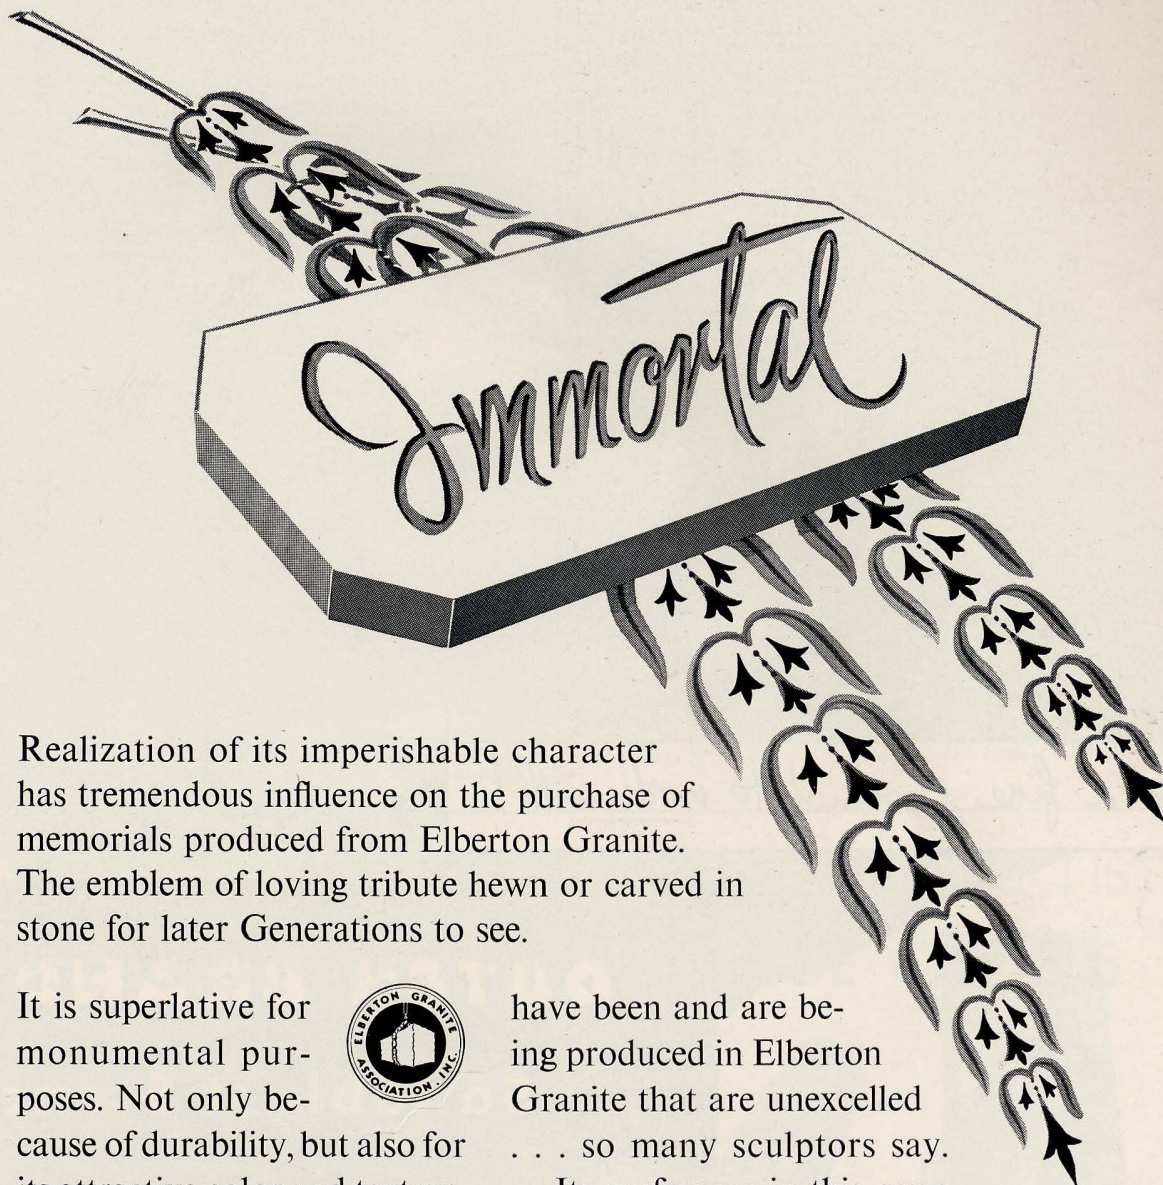 Immortal
Realization of its imperishable character
has tremendous influence on the purchase of
memorials produced from Elberton Granite.
The emblem of loving tribute hewn or carved in
stone for later Generations to see.
It is superlative for
monumental pur-
poses. Not only be-
cause of durability, but also for
ELBERTON GRANITE
ASSOCIATION, INC.
have been and are be-
ing produced in Elberton
Granite that are unexcelled
. . . so many sculptors say.